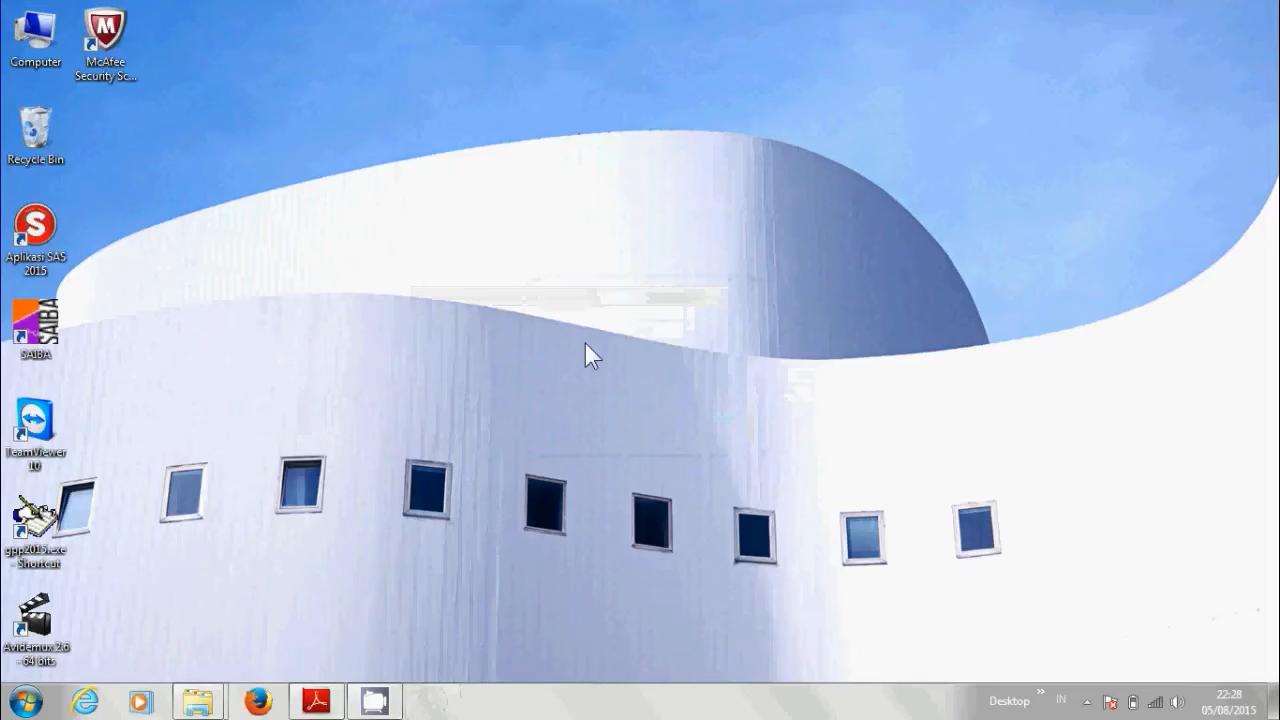 Computer
McAfee
Security Sc...
Recycle Bin
S
Aplikasi SAS
2015
SAIBA
SAIBA
TeamViewer
10
gpp2015.exe
- Shortcut
Avidemux 2.6
- 64 bits
Desktop
»
IN
22:28
05/08/2015